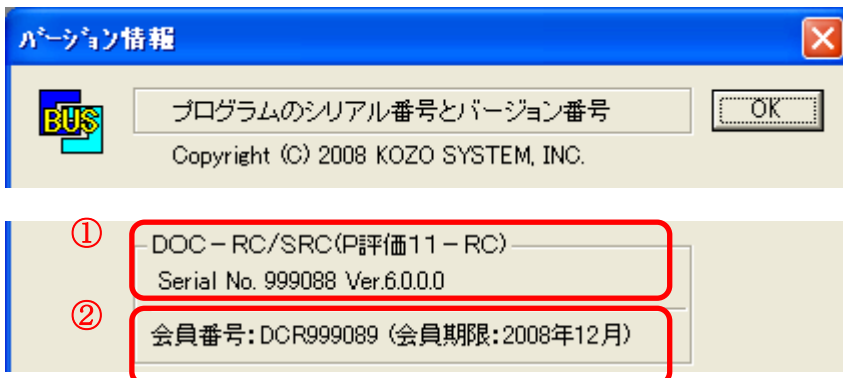 バージョン情報
BUS
プログラムのシリアル番号とバージョン番号
OK
Copyright (C) 2008 KOZO SYSTEM, INC.
①
DOC－RC/SRC(P評価11－RC)
Serial No. 999088 Ver.6.0.0.0
②
会員番号：DCR999089 (会員期限：2008年12月)